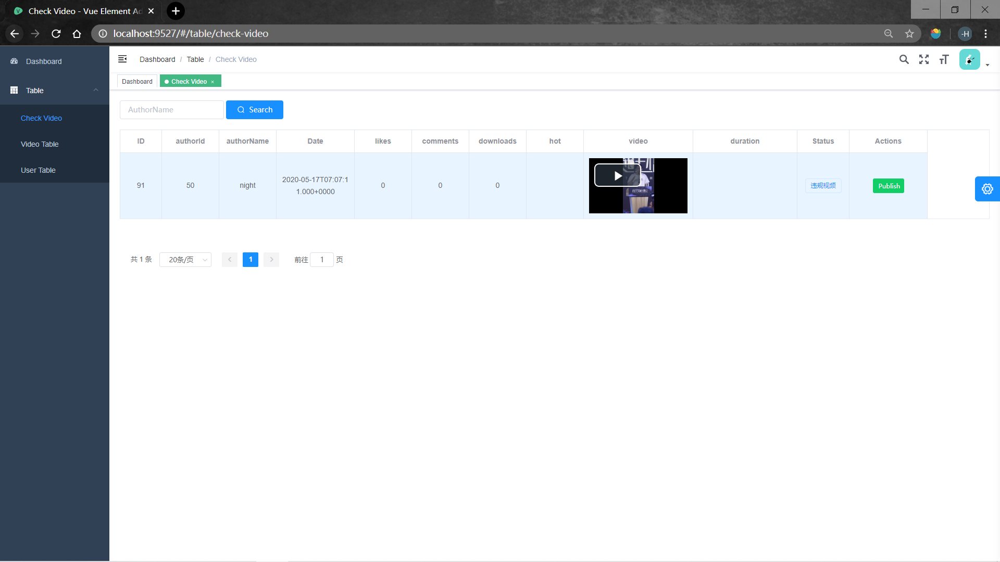 Check Video - Vue Element Ad
localhost:9527/#/table/check-video
-H
Dashboard
Table
Check Video
Video Table
User Table
Dashboard / Table / Check Video
Dashboard
Check Video ×
AuthorName
Search
ID authorId authorName Date likes comments downloads hot video duration Status Actions
91 50 night 2020-05-17T07:07:1
1.000+0000 0 0 0 违规视频 Publish
共 1 条 20条/页 1 前往 1 页